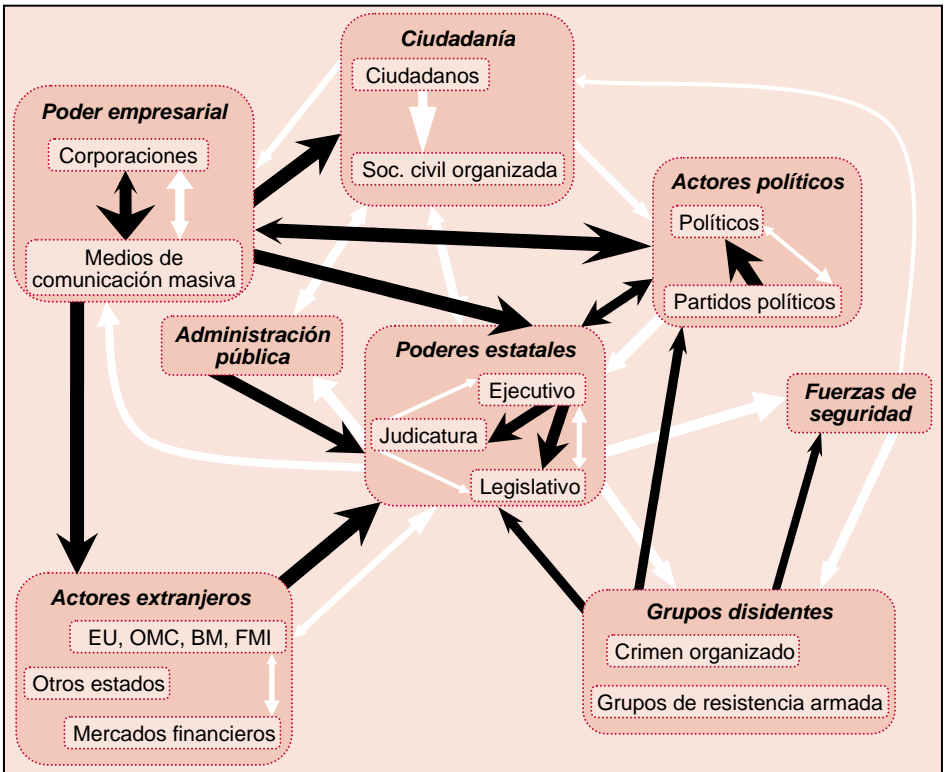 Ciudadanía
Ciudadanos
Soc. civil organizada
Poder empresarial
Corporaciones
Medios de
comunicación masiva
Actores políticos
Políticos
Partidos políticos
Administración
pública
Poderes estatales
Ejecutivo
Judicatura
Legislativo
Fuerzas de
seguridad
Actores extranjeros
EU, OMC, BM, FMI
Otros estados
Mercados financieros
Grupos disidentes
Crimen organizado
Grupos de resistencia armada